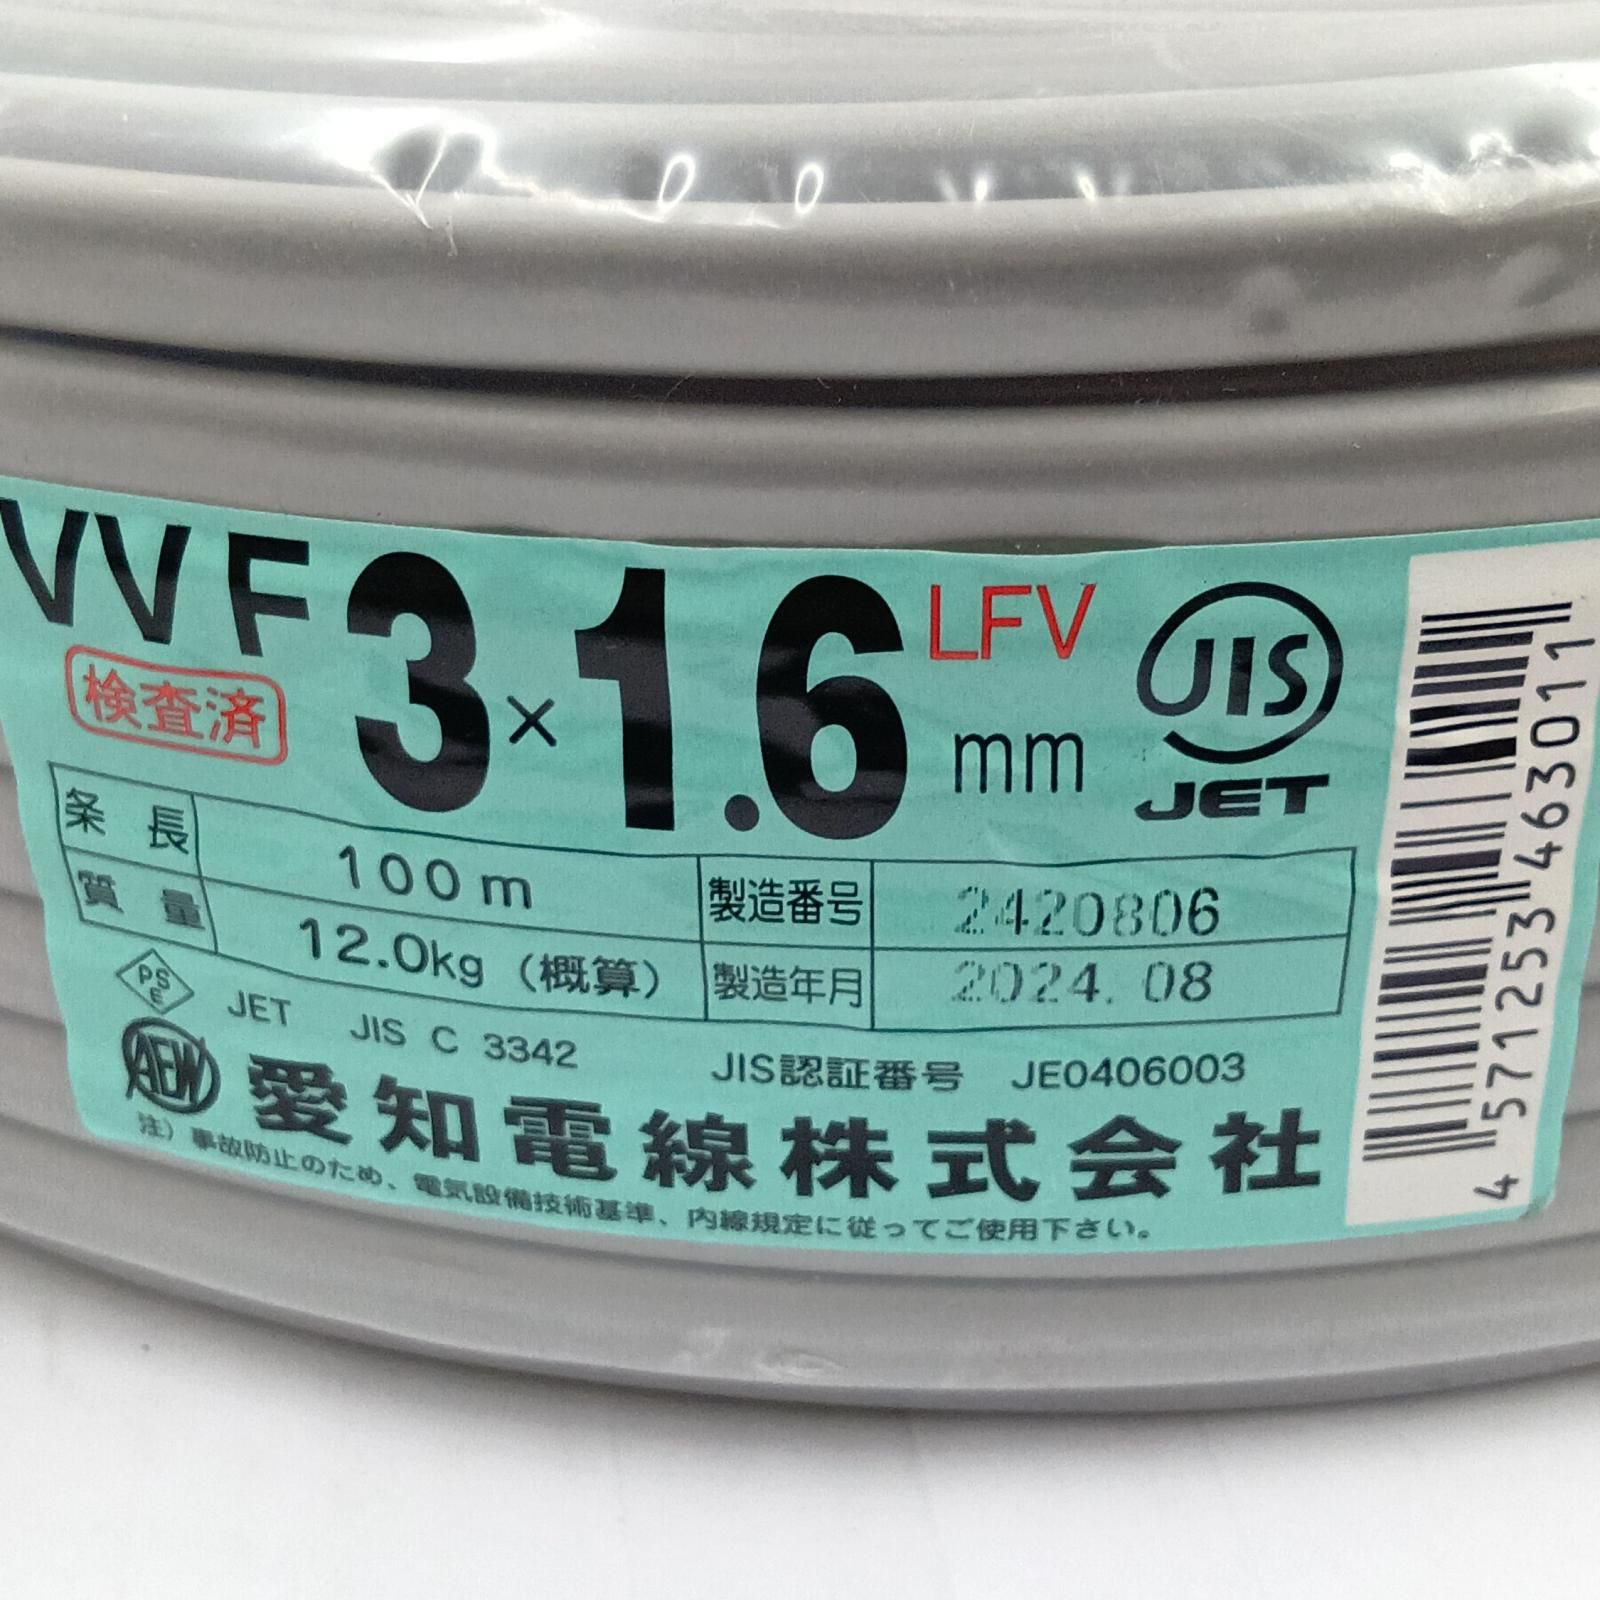 VVF 3×1.6 mm LFV
検査済
JIS
JET
条長 100m
質量 12.0kg（概算）
製造番号 2420806
製造年月 2024.08
PSE JET JIS C 3342 JIS認証番号 JE0406003
AEW 愛知電線株式会社
注）事故防止のため、電気設備技術基準、内線規定に従ってご使用下さい。
4 571253 463011